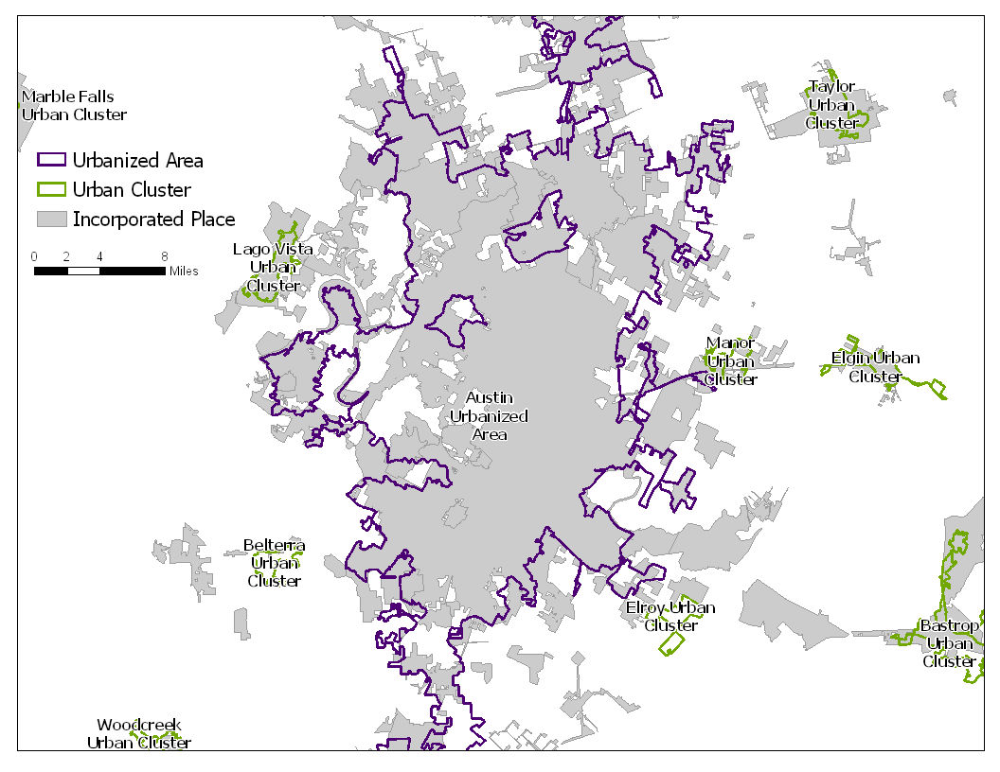 Marble Falls
Urban Cluster
Taylor
Urban
Cluster
Urbanized Area
Urban Cluster
Incorporated Place
0 2 4 8
Miles
Lago Vista
Urban
Cluster
Manor
Urban
Cluster
Elgin Urban
Cluster
Austin
Urbanized
Area
Belterra
Urban
Cluster
Elroy Urban
Cluster
Bastrop
Urban
Cluster
Woodcreek
Urban Cluster